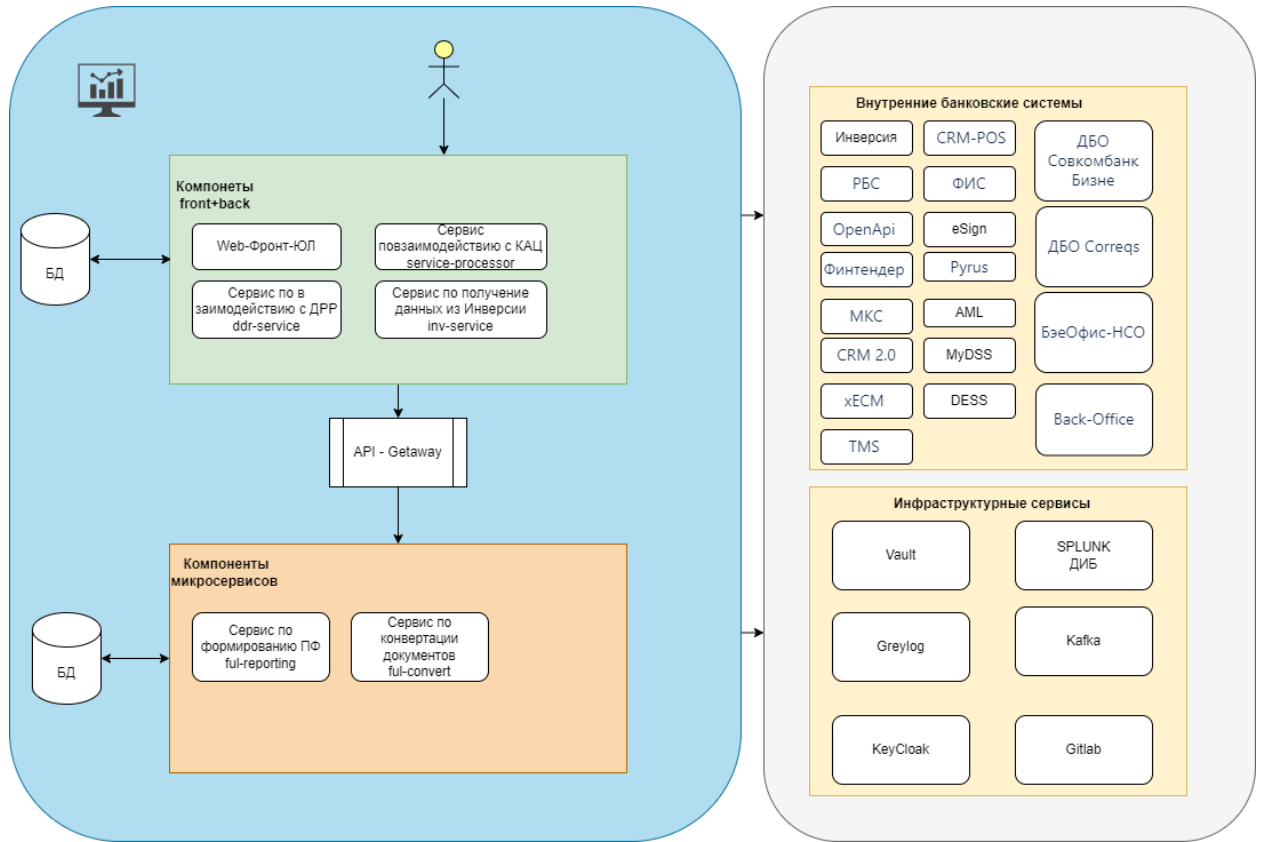 Компонеты
front+back
Web-Фронт-ЮЛ
Сервис
повзаимодействию с КАЦ
service-processor
Сервис по в
заимодействию с ДРР
ddr-service
Сервис по получение
данных из Инверсии
inv-service
БД
API - Getaway
Компоненты
микросервисов
Сервис по
формированию ПФ
ful-reporting
Сервис по
конвертации
документов
ful-convert
БД
Внутренние банковские системы
Инверсия
CRM-POS
ДБО
Совкомбанк
Бизне
РБС
ФИС
OpenApi
eSign
ДБО Correqs
Финтендер
Pyrus
МКС
AML
БэеОфис-НСО
CRM 2.0
MyDSS
xECM
DESS
Back-Office
TMS
Инфраструктурные сервисы
Vault
SPLUNK
ДИБ
Greylog
Kafka
KeyCloak
Gitlab